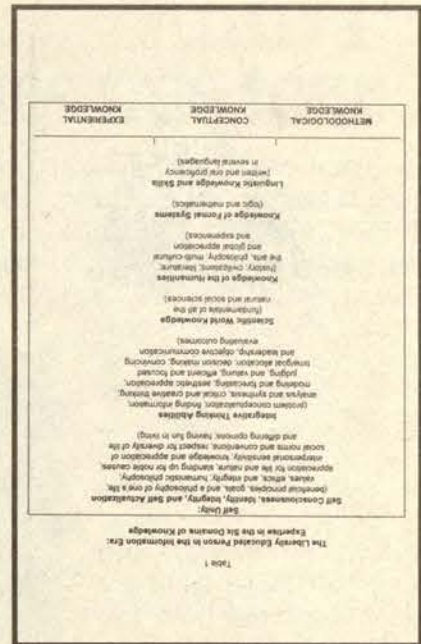 Table 1
The Liberally Educated Person in the Information Era:
Expertise in the Six Domains of Knowledge
Self Unity:
Self Consciousness, Identity, Integrity, and Self Actualization
(beneficial principles, goals, and a philosophy of one's life,
values, ethics, and integrity, humanistic philosophy,
appreciation for life and nature, standing up for noble causes,
interpersonal sensitivity, knowledge and appreciation of
social norms and conventions, respect for diversity of life
and differing opinions, having fun in living)
Integrative Thinking Abilities
(problem conceptualization, finding information,
analysis and synthesis, critical and creative thinking,
modeling and forecasting, aesthetic appreciation,
judging, and valuing, efficient and focused
time/goal allocation, decision making, convincing
and leadership, objective communication
evaluating outcomes)
Scientific World Knowledge
(fundamentals of all the
natural and social sciences)
Knowledge of the Humanities
(history, civilizations, literature,
the arts, philosophy, multi-cultural
and global appreciation
and experiences)
Knowledge of Formal Systems
(logic and mathematics)
Linguistic Knowledge and Skills
(written and oral proficiency
in several languages)
METHODOLOGICAL KNOWLEDGE
CONCEPTUAL KNOWLEDGE
EXPERIENTIAL KNOWLEDGE